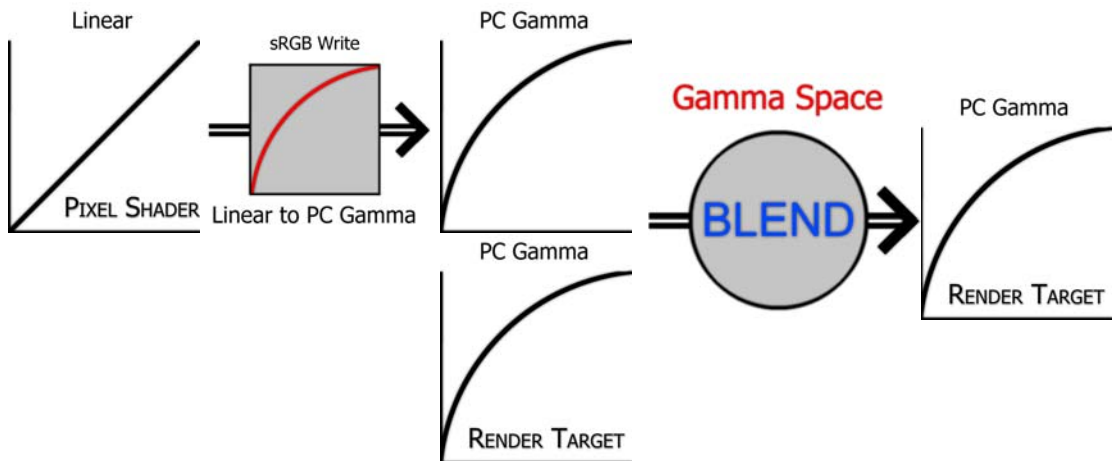 Linear
PIXEL SHADER
sRGB Write
Linear to PC Gamma
PC Gamma
PC Gamma
RENDER TARGET
Gamma Space
BLEND
PC Gamma
RENDER TARGET